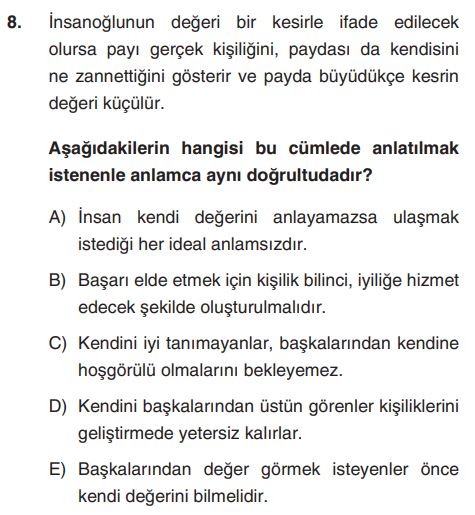 8. İnsanoğlunun değeri bir kesirle ifade edilecek
olursa payı gerçek kişiliğini, paydası da kendisini
ne zannettiğini gösterir ve payda büyüdükçe kesrin
değeri küçülür.
Aşağıdakilerin hangisi bu cümlede anlatılmak
istenenle anlamca aynı doğrultudadır?
A) İnsan kendi değerini anlayamazsa ulaşmak
istediği her ideal anlamsızdır.
B) Başarı elde etmek için kişilik bilinci, iyiliğe hizmet
edecek şekilde oluşturulmalıdır.
C) Kendini iyi tanımayanlar, başkalarından kendine
hoşgörülü olmalarını bekleyemez.
D) Kendini başkalarından üstün görenler kişiliklerini
geliştirmede yetersiz kalırlar.
E) Başkalarından değer görmek isteyenler önce
kendi değerini bilmelidir.